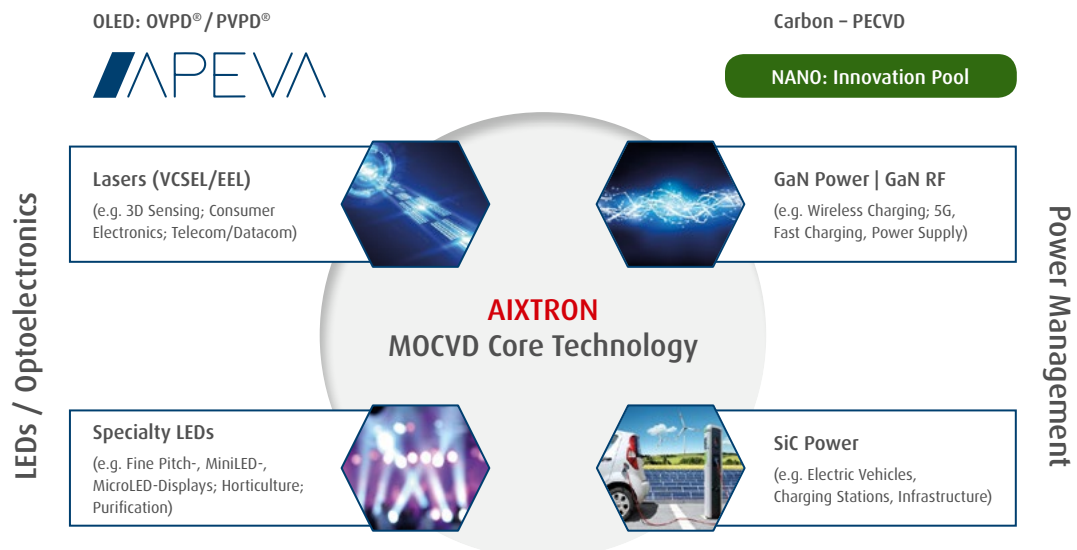 OLED: OVPD® / PVPD®
APEVA
Carbon – PECVD
NANO: Innovation Pool
LEDs / Optoelectronics
Lasers (VCSEL/EEL)
(e.g. 3D Sensing; Consumer
Electronics; Telecom/Datacom)
GaN Power | GaN RF
(e.g. Wireless Charging; 5G,
Fast Charging, Power Supply)
Power Management
AIXTRON
MOCVD Core Technology
Specialty LEDs
(e.g. Fine Pitch-, MiniLED-,
MicroLED-Displays; Horticulture;
Purification)
SiC Power
(e.g. Electric Vehicles,
Charging Stations, Infrastructure)